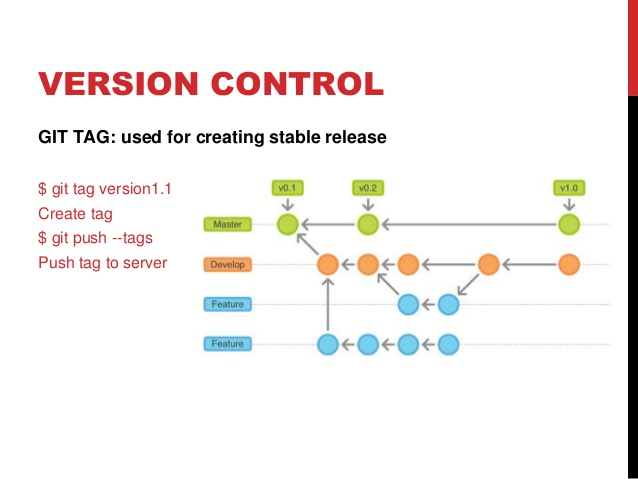 VERSION CONTROL
GIT TAG: used for creating stable release
$ git tag version1.1
Create tag
$ git push --tags
Push tag to server
v0.1 v0.2 v1.0
Master
Develop
Feature
Feature